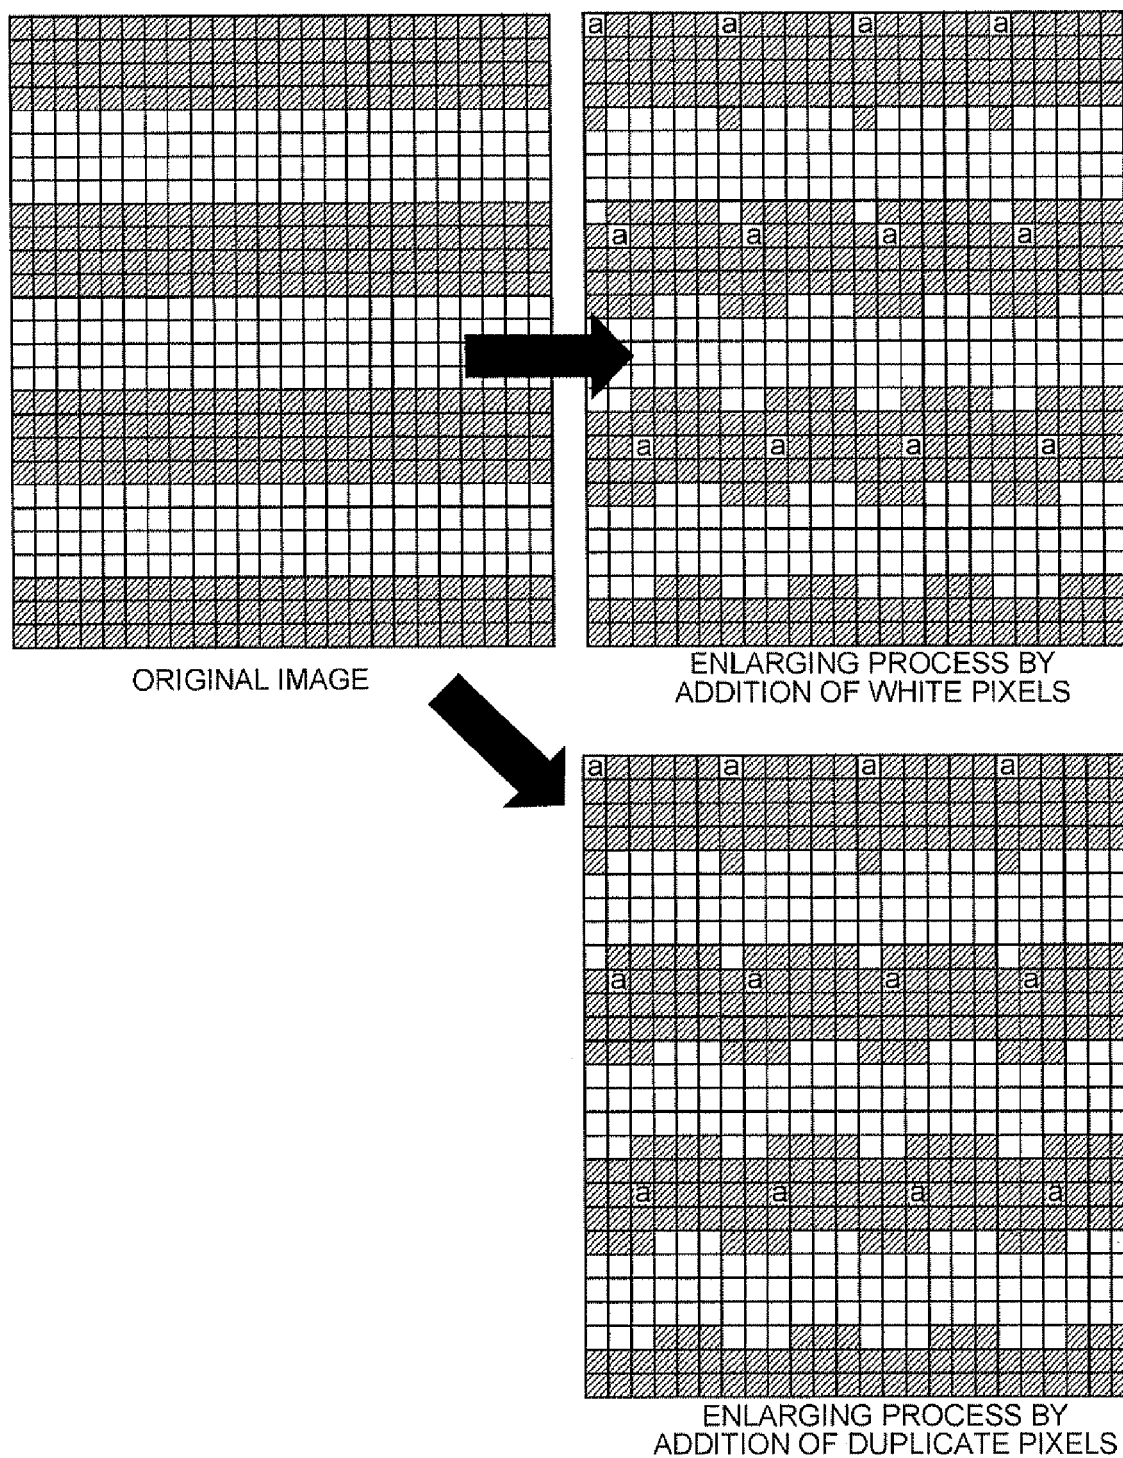 a a a a
a a a a
a a a a
ORIGINAL IMAGE
ENLARGING PROCESS BY
ADDITION OF WHITE PIXELS
a a a a
a a a a
a a a a
ENLARGING PROCESS BY
ADDITION OF DUPLICATE PIXELS